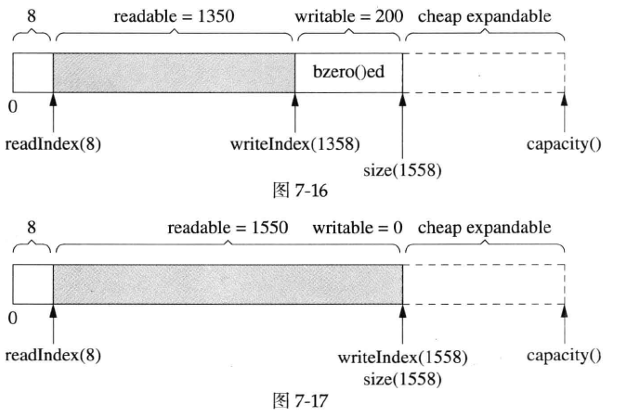 8 readable = 1350 writable = 200 cheap expandable
bzero()ed
0
readIndex(8) writeIndex(1358) capacity()
size(1558)
图 7-16
8 readable = 1550 writable = 0 cheap expandable
0
readIndex(8) writeIndex(1558) capacity()
size(1558)
图 7-17